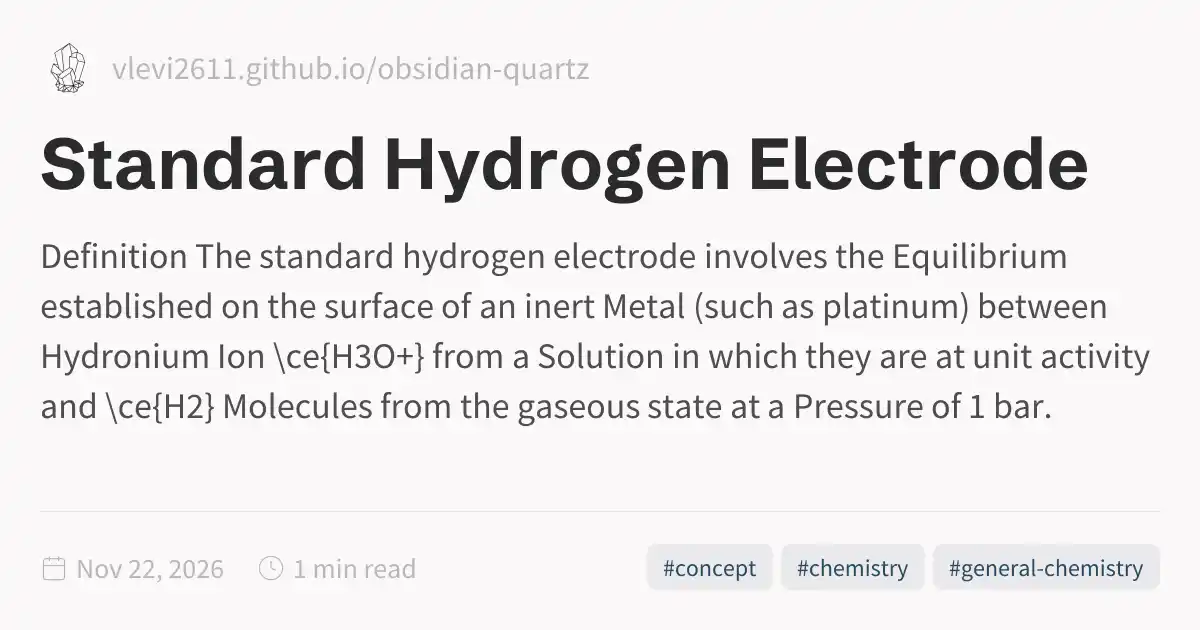 vlevi2611.github.io/obsidian-quartz
Standard Hydrogen Electrode
Definition The standard hydrogen electrode involves the Equilibrium
established on the surface of an inert Metal (such as platinum) between
Hydronium Ion \ce{H3O+} from a Solution in which they are at unit activity
and \ce{H2} Molecules from the gaseous state at a Pressure of 1 bar.
Nov 22, 2026 1 min read #concept #chemistry #general-chemistry